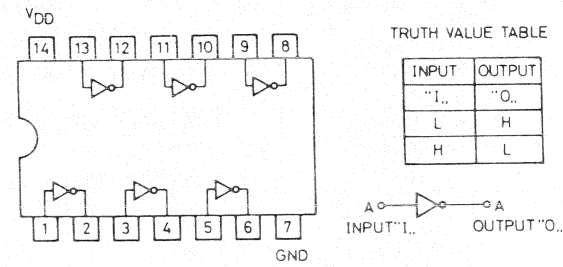 VDD
14 13 12 11 10 9 8
1 2 3 4 5 6 7
GND
TRUTH VALUE TABLE
INPUT OUTPUT
"I„ "O„
L H
H L
A A
INPUT"I„ OUTPUT"O„